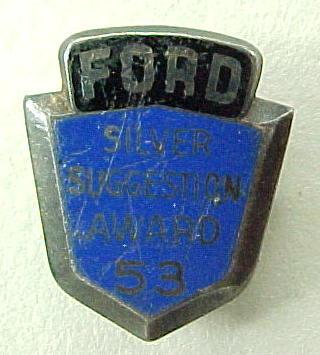 FORD
SILVER
SUGGESTION
AWARD
53